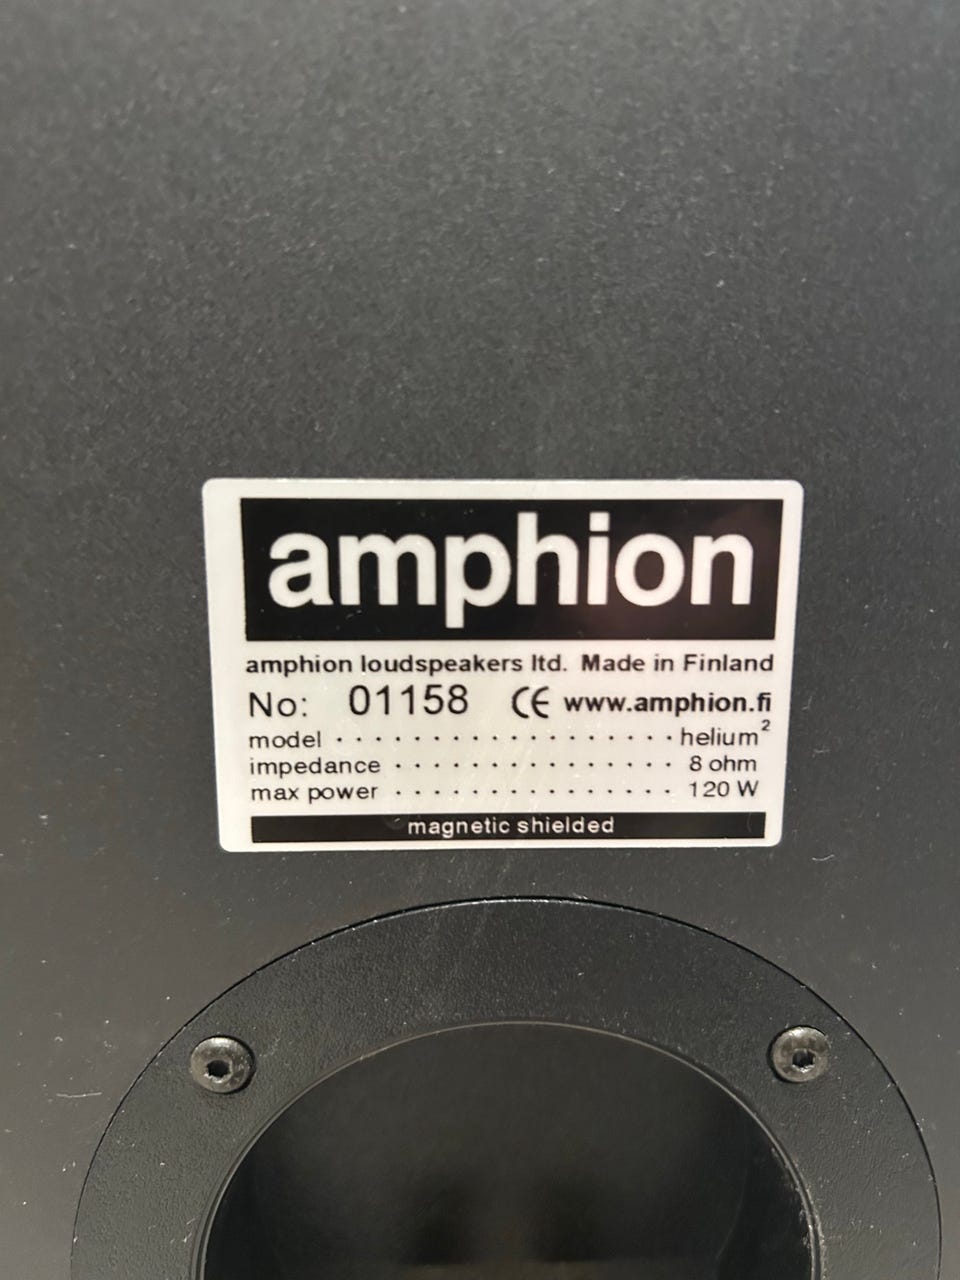 amphion
amphion loudspeakers ltd. Made in Finland
No: 01158 CE www.amphion.fi
model · · · · · · · · · · · · · · · · · helium²
impedance · · · · · · · · · · · · · · 8 ohm
max power · · · · · · · · · · · · · · 120 W
magnetic shielded